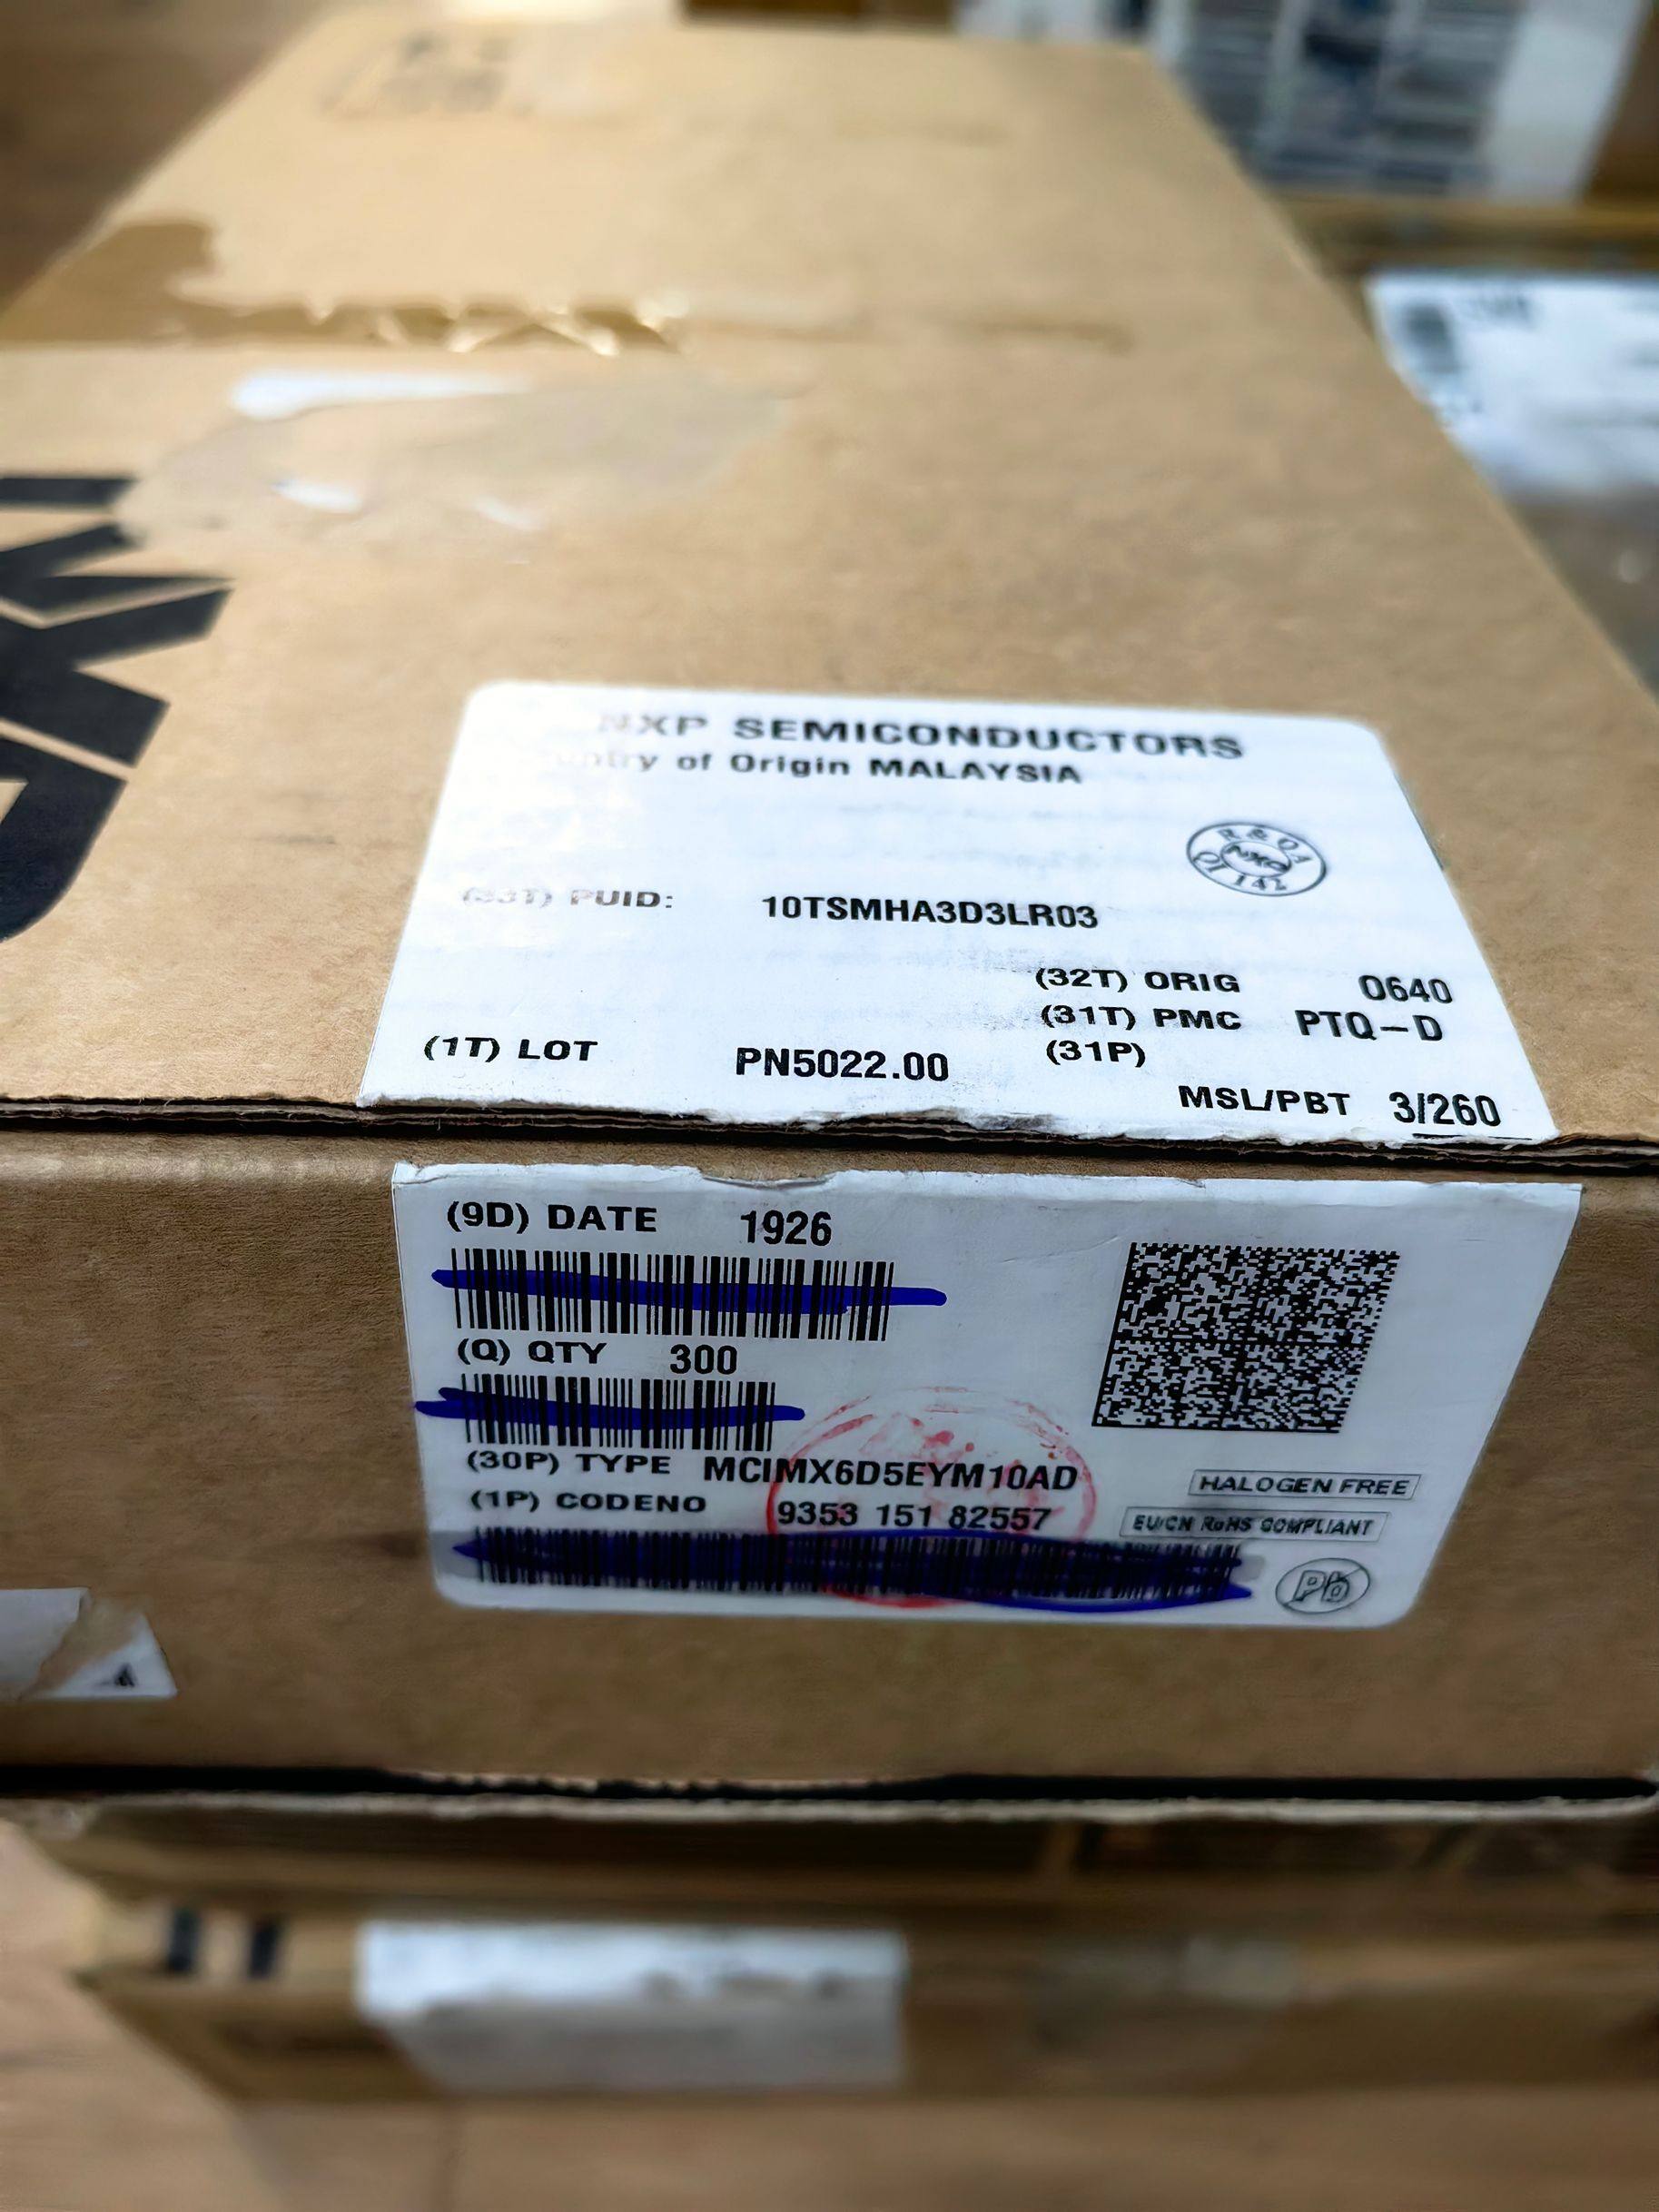 NXP SEMICONDUCTORS
of Origin MALAYSIA
PUID: 10TSMHA3D3LR03
(32T) ORIG O640
(31T) PMC PTQ-D
(1T) LOT PN5022.00 (31P)
MSL/PBT 3/260
(9D) DATE 1926
(Q) QTY 300
(30P) TYPE MCIMX6D5EYM10AD
(1P) CODENO 9353 151 82557
HALOGEN FREE
EU/CN RoHS COMPLIANT
Pb